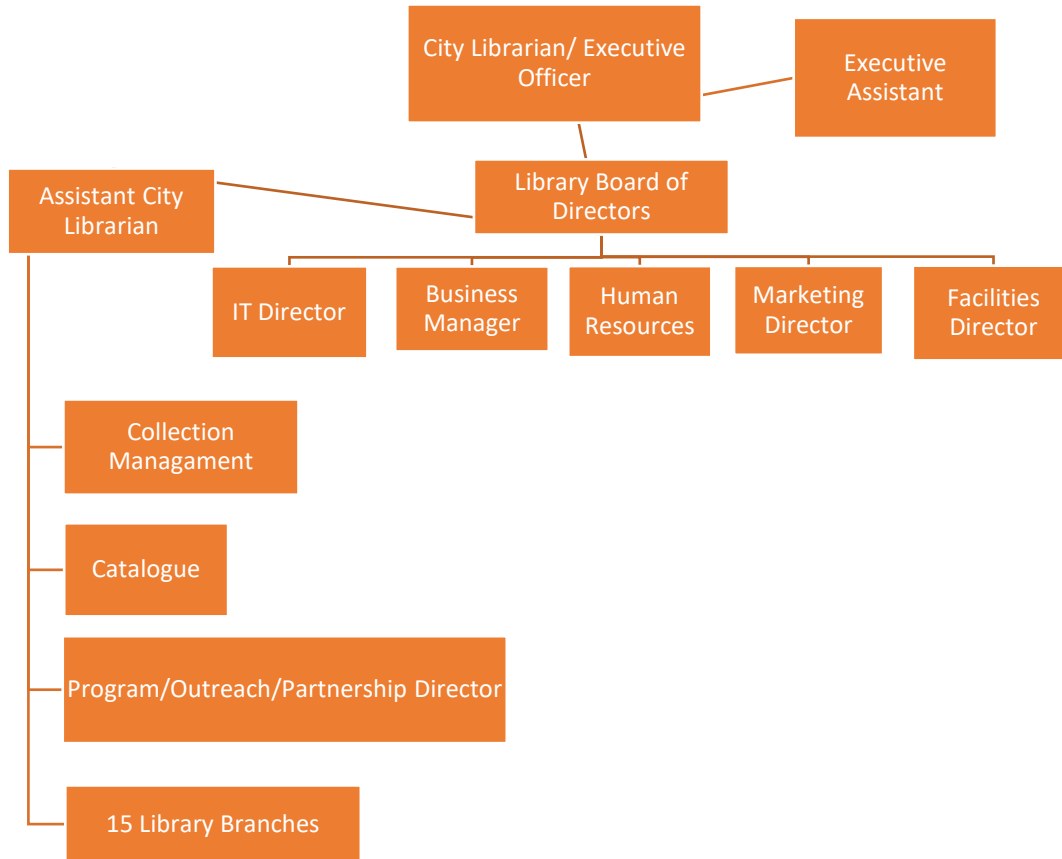 City Librarian/ Executive
Officer
Executive
Assistant
Assistant City
Librarian
Library Board of
Directors
IT Director
Business
Manager
Human
Resources
Marketing
Director
Facilities
Director
Collection
Managament
Catalogue
Program/Outreach/Partnership Director
15 Library Branches